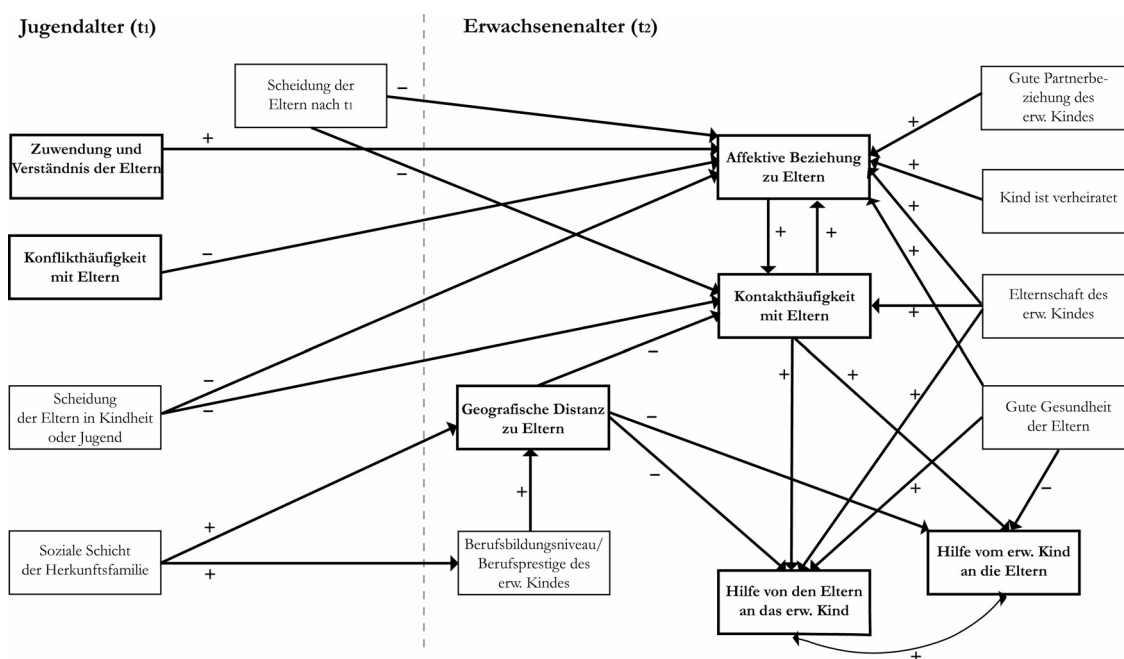 Jugendalter (t1)
Erwachsenenalter (t2)
Scheidung der
Eltern nach t1
Zuwendung und
Verständnis der Eltern
Konflikthäufigkeit
mit Eltern
Scheidung
der Eltern in Kindheit
oder Jugend
Soziale Schicht
der Herkunftsfamilie
Affektive Beziehung
zu Eltern
Kontakthäufigkeit
mit Eltern
Geografische Distanz
zu Eltern
Berufsbildungsniveau/
Berufsprestige des
erw. Kindes
Hilfe von den Eltern
an das erw. Kind
Hilfe vom erw. Kind
an die Eltern
Gute Partnerbe-
ziehung des
erw. Kindes
Kind ist verheiratet
Elternschaft des
erw. Kindes
Gute Gesundheit
der Eltern
–
+
–
–
–
–
+
+
+
+
+
–
–
–
+
+
+
+
+
+
+
+
+
–
+